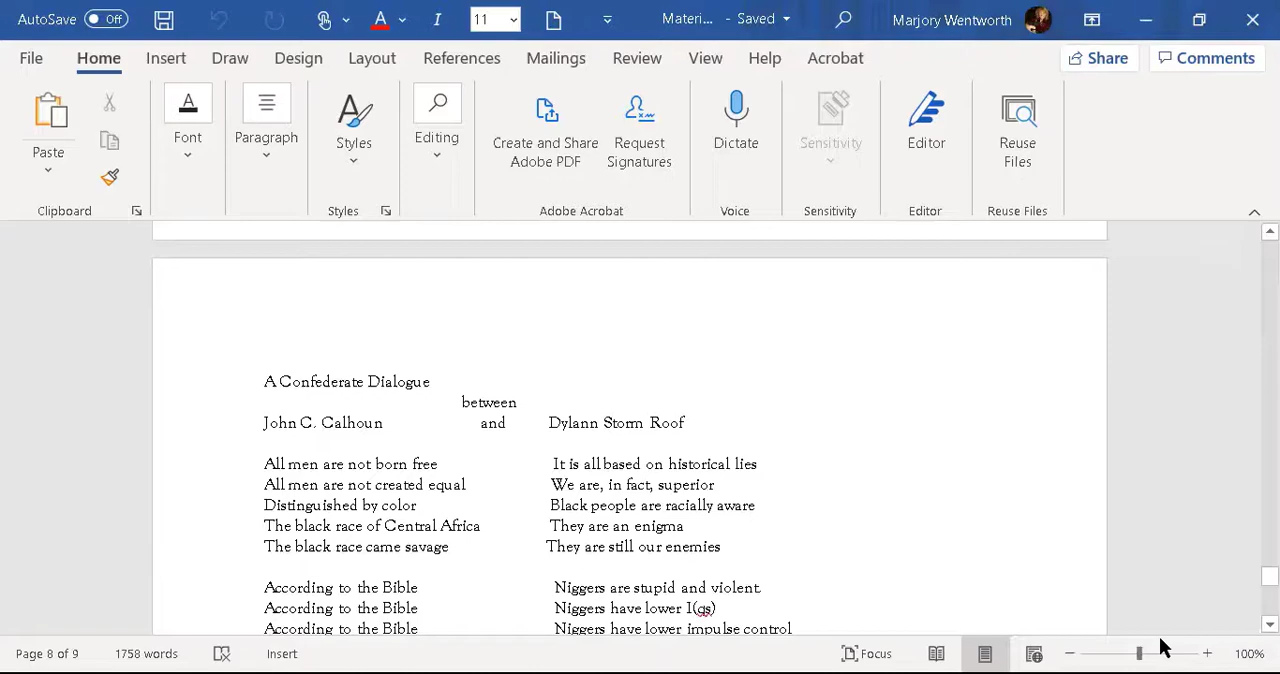 AutoSave Off A I 11 Materi... - Saved Marjory Wentworth
File Home Insert Draw Design Layout References Mailings Review View Help Acrobat Share Comments
Paste Font Paragraph Styles Editing Create and Share Adobe PDF Request Signatures Dictate Sensitivity Editor Reuse Files
Clipboard Styles Adobe Acrobat Voice Sensitivity Editor Reuse Files
A Confederate Dialogue
between
John C. Calhoun and Dylann Storm Roof
All men are not born free It is all based on historical lies
All men are not created equal We are, in fact, superior
Distinguished by color Black people are racially aware
The black race of Central Africa They are an enigma
The black race came savage They are still our enemies
According to the Bible Niggers are stupid and violent.
According to the Bible Niggers have lower I(qs)
According to the Bible Niggers have lower impulse control
Page 8 of 9 1758 words Insert Focus 100%